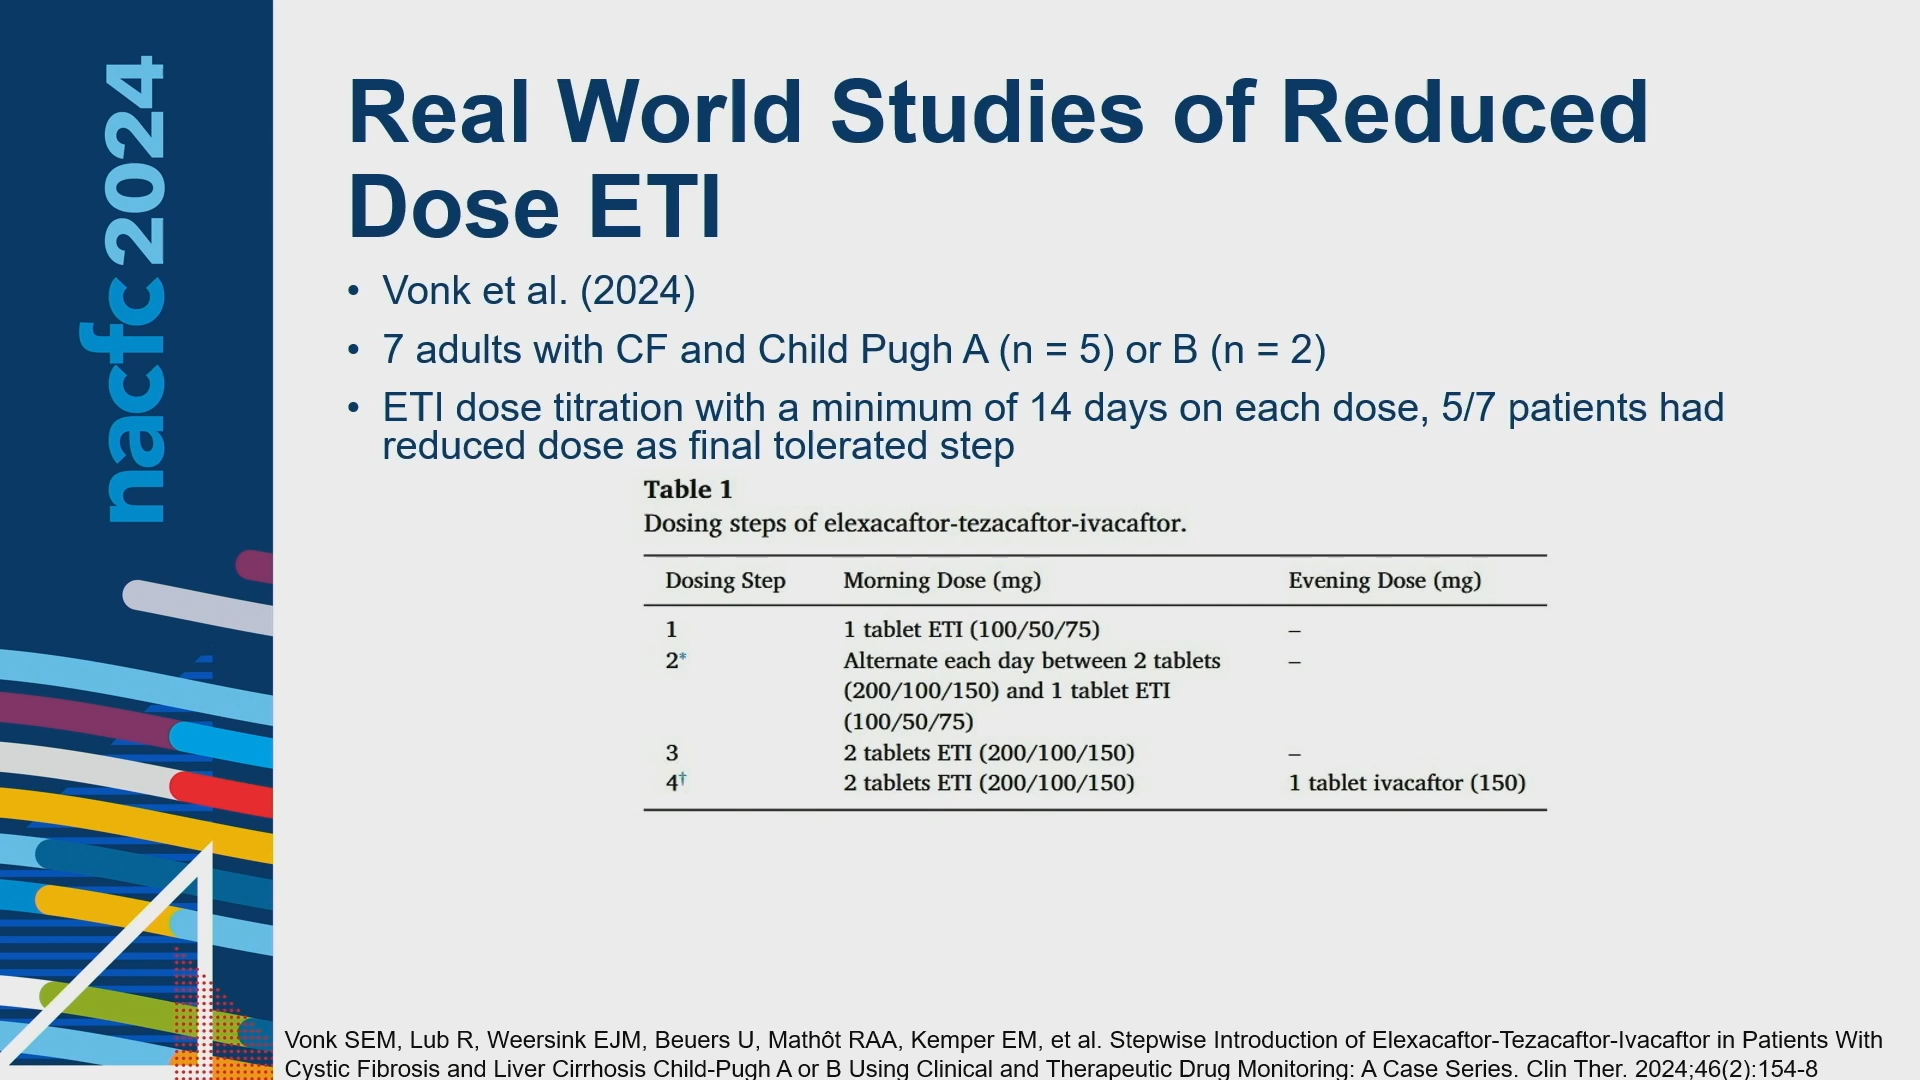 nacfc 2024
Real World Studies of Reduced
Dose ETI
• Vonk et al. (2024)
• 7 adults with CF and Child Pugh A (n = 5) or B (n = 2)
• ETI dose titration with a minimum of 14 days on each dose, 5/7 patients had
reduced dose as final tolerated step
Table 1
Dosing steps of elexacaftor-tezacaftor-ivacaftor.
Dosing Step Morning Dose (mg) Evening Dose (mg)
1 1 tablet ETI (100/50/75) –
2* Alternate each day between 2 tablets –
(200/100/150) and 1 tablet ETI
(100/50/75)
3 2 tablets ETI (200/100/150) –
4† 2 tablets ETI (200/100/150) 1 tablet ivacaftor (150)
Vonk SEM, Lub R, Weersink EJM, Beuers U, Mathôt RAA, Kemper EM, et al. Stepwise Introduction of Elexacaftor-Tezacaftor-Ivacaftor in Patients With
Cystic Fibrosis and Liver Cirrhosis Child-Pugh A or B Using Clinical and Therapeutic Drug Monitoring: A Case Series. Clin Ther. 2024;46(2):154-8